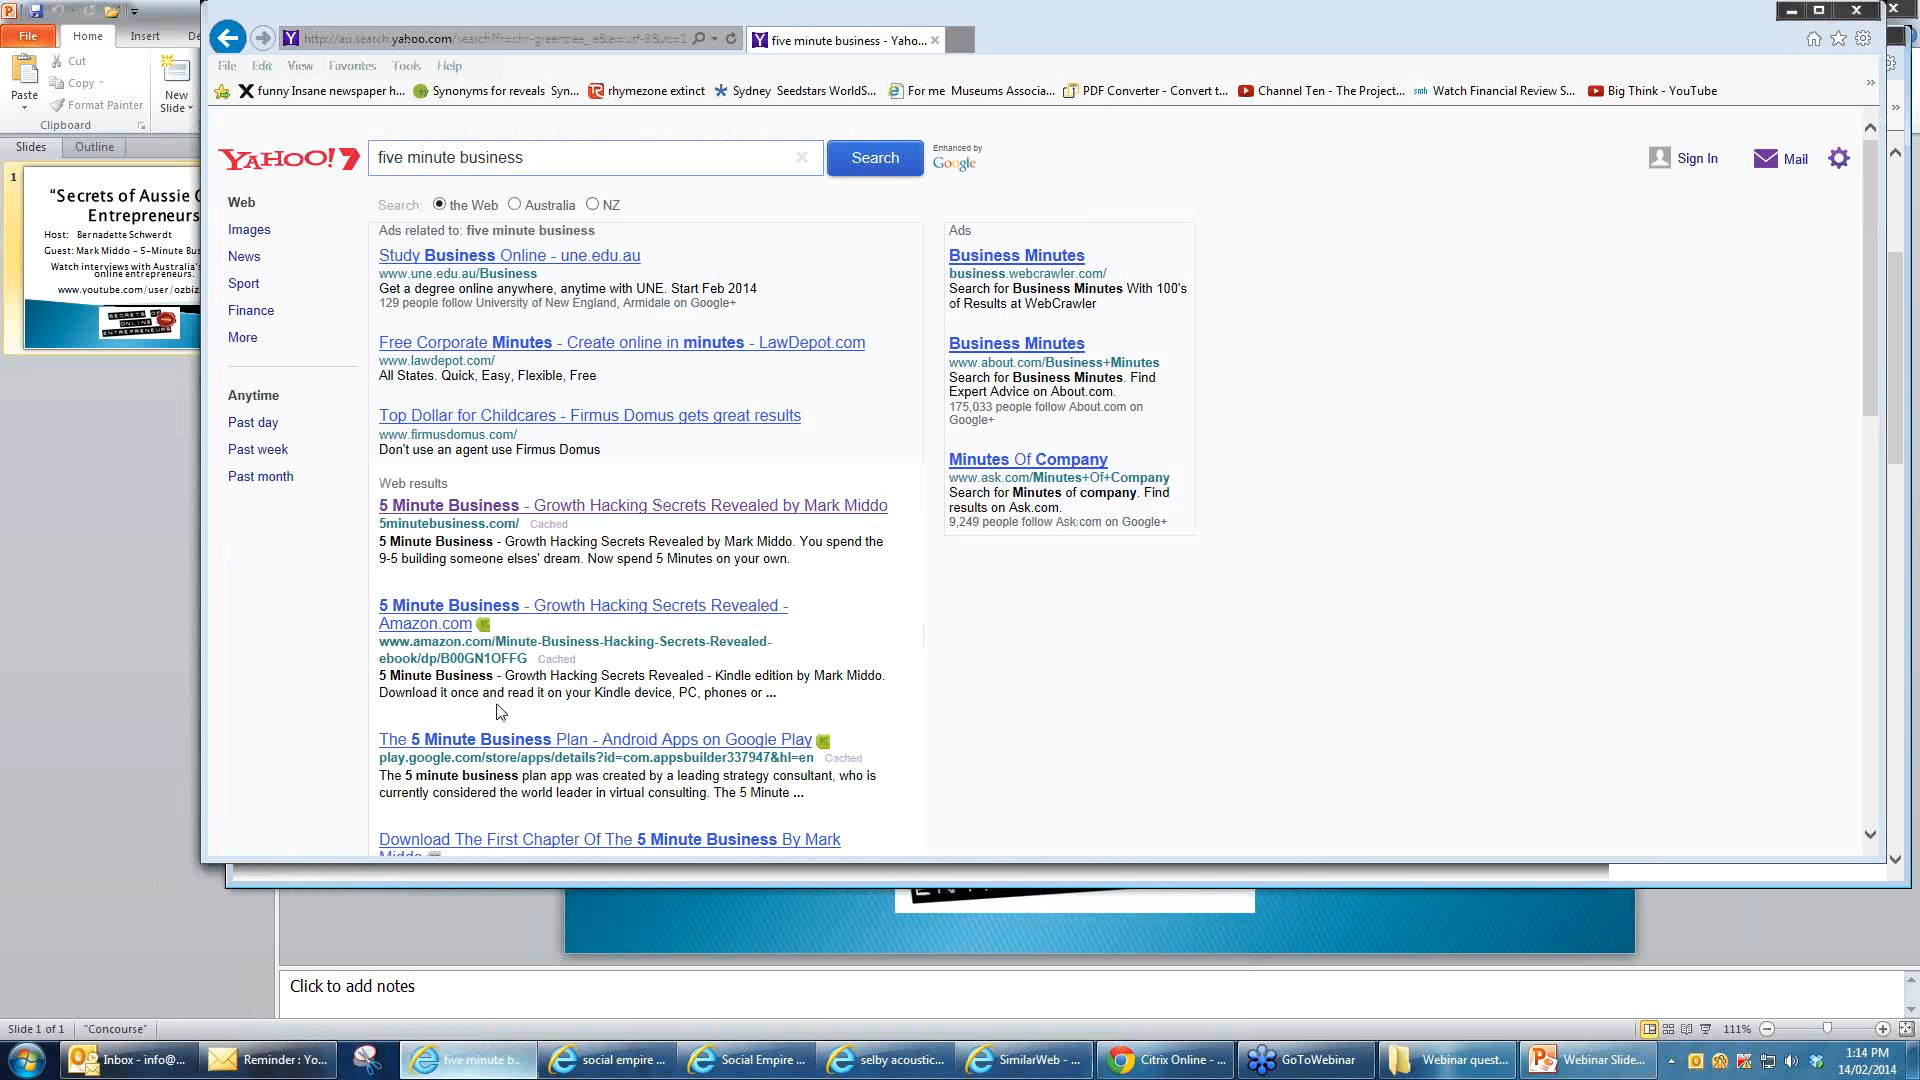 File
Home
Insert
De
Paste
Cut
Copy
Format Painter
Clipboard
New
Slide
Slides
Outline
1
"Secrets of Aussie O
Entrepreneurs
Host: Bernadette Schwerdt
Guest: Mark Middo - 5-Minute Bus
Watch interviews with Australia's
online entrepreneurs.
www.youtube.com/user/ozbiz
SECRETS OF
ONLINE
ENTREPRENEURS
five minute business - Yaho...
File Edit View Favorites Tools Help
funny Insane newspaper h...
Synonyms for reveals Syn...
rhymezone extinct
Sydney Seedstars WorldS...
For me Museums Associa...
PDF Converter - Convert t...
Channel Ten - The Project...
smh Watch Financial Review S...
Big Think - YouTube
YAHOO!7
five minute business
Search
Enhanced by
Google
Sign In
Mail
Web
Images
News
Sport
Finance
More
Anytime
Past day
Past week
Past month
Search: the Web Australia NZ
Ads related to: five minute business
Study Business Online - une.edu.au
www.une.edu.au/Business
Get a degree online anywhere, anytime with UNE. Start Feb 2014
129 people follow University of New England, Armidale on Google+
Free Corporate Minutes - Create online in minutes - LawDepot.com
www.lawdepot.com/
All States. Quick, Easy, Flexible, Free
Top Dollar for Childcares - Firmus Domus gets great results
www.firmusdomus.com/
Don't use an agent use Firmus Domus
Web results
5 Minute Business - Growth Hacking Secrets Revealed by Mark Middo
5minutebusiness.com/ Cached
5 Minute Business - Growth Hacking Secrets Revealed by Mark Middo. You spend the
9-5 building someone elses' dream. Now spend 5 Minutes on your own.
5 Minute Business - Growth Hacking Secrets Revealed -
Amazon.com
www.amazon.com/Minute-Business-Hacking-Secrets-Revealed-
ebook/dp/B00GN1OFFG Cached
5 Minute Business - Growth Hacking Secrets Revealed - Kindle edition by Mark Middo.
Download it once and read it on your Kindle device, PC, phones or ...
The 5 Minute Business Plan - Android Apps on Google Play
play.google.com/store/apps/details?id=com.appsbuilder337947&hl=en Cached
The 5 minute business plan app was created by a leading strategy consultant, who is
currently considered the world leader in virtual consulting. The 5 Minute ...
Download The First Chapter Of The 5 Minute Business By Mark
Middo
Ads
Business Minutes
business.webcrawler.com/
Search for Business Minutes With 100's
of Results at WebCrawler
Business Minutes
www.about.com/Business+Minutes
Search for Business Minutes. Find
Expert Advice on About.com.
175,033 people follow About.com on
Google+
Minutes Of Company
www.ask.com/Minutes+Of+Company
Search for Minutes of company. Find
results on Ask.com.
9,249 people follow Ask.com on Google+
Click to add notes
Slide 1 of 1
"Concourse"
111%
Inbox - info@...
Reminder: Yo...
five minute b...
social empire ...
Social Empire ...
selby acoustic...
SimilarWeb - ...
Citrix Online - ...
GoToWebinar
Webinar quest...
Webinar Slide...
1:14 PM
14/02/2014